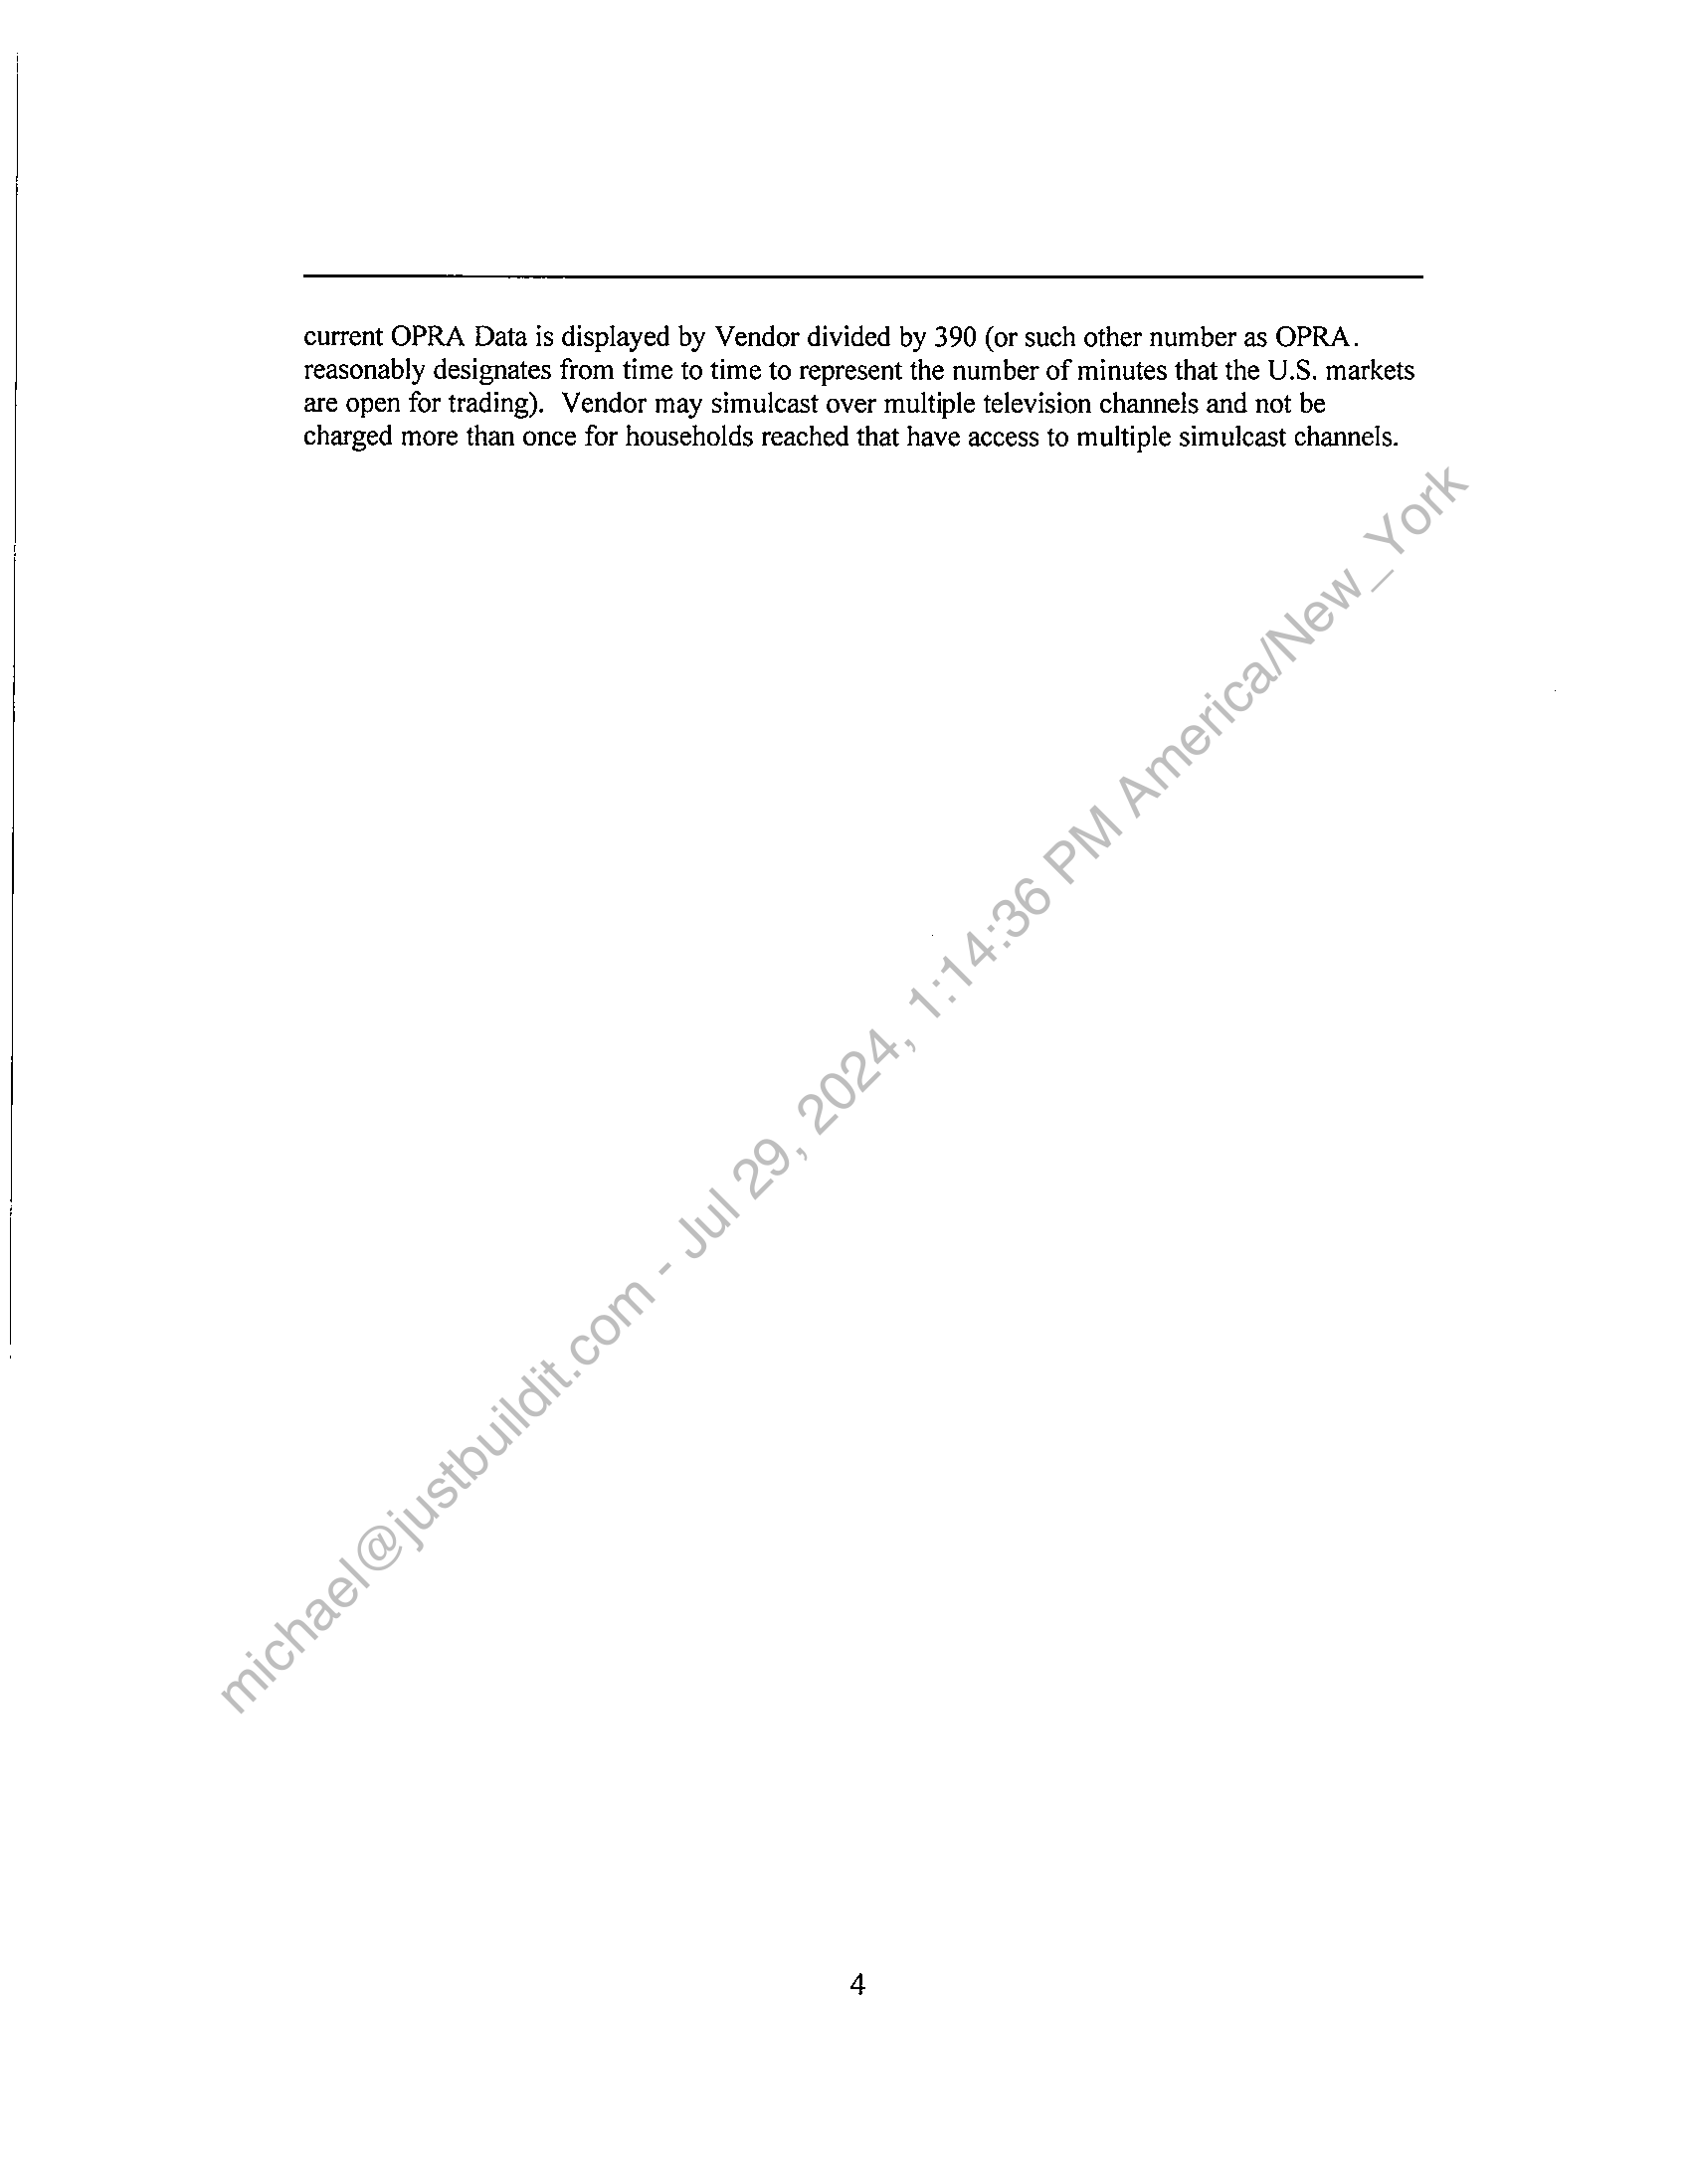 current OPRA Data is displayed by Vendor divided by 390 (or such other number as OPRA.
reasonably designates from time to time to represent the number of minutes that the U.S. markets
are open for trading).  Vendor may simulcast over multiple television channels and not be
charged more than once for households reached that have access to multiple simulcast channels.
michael@justbuildit.com - Jul 29, 2024, 1:14:36 PM America/New_York
4